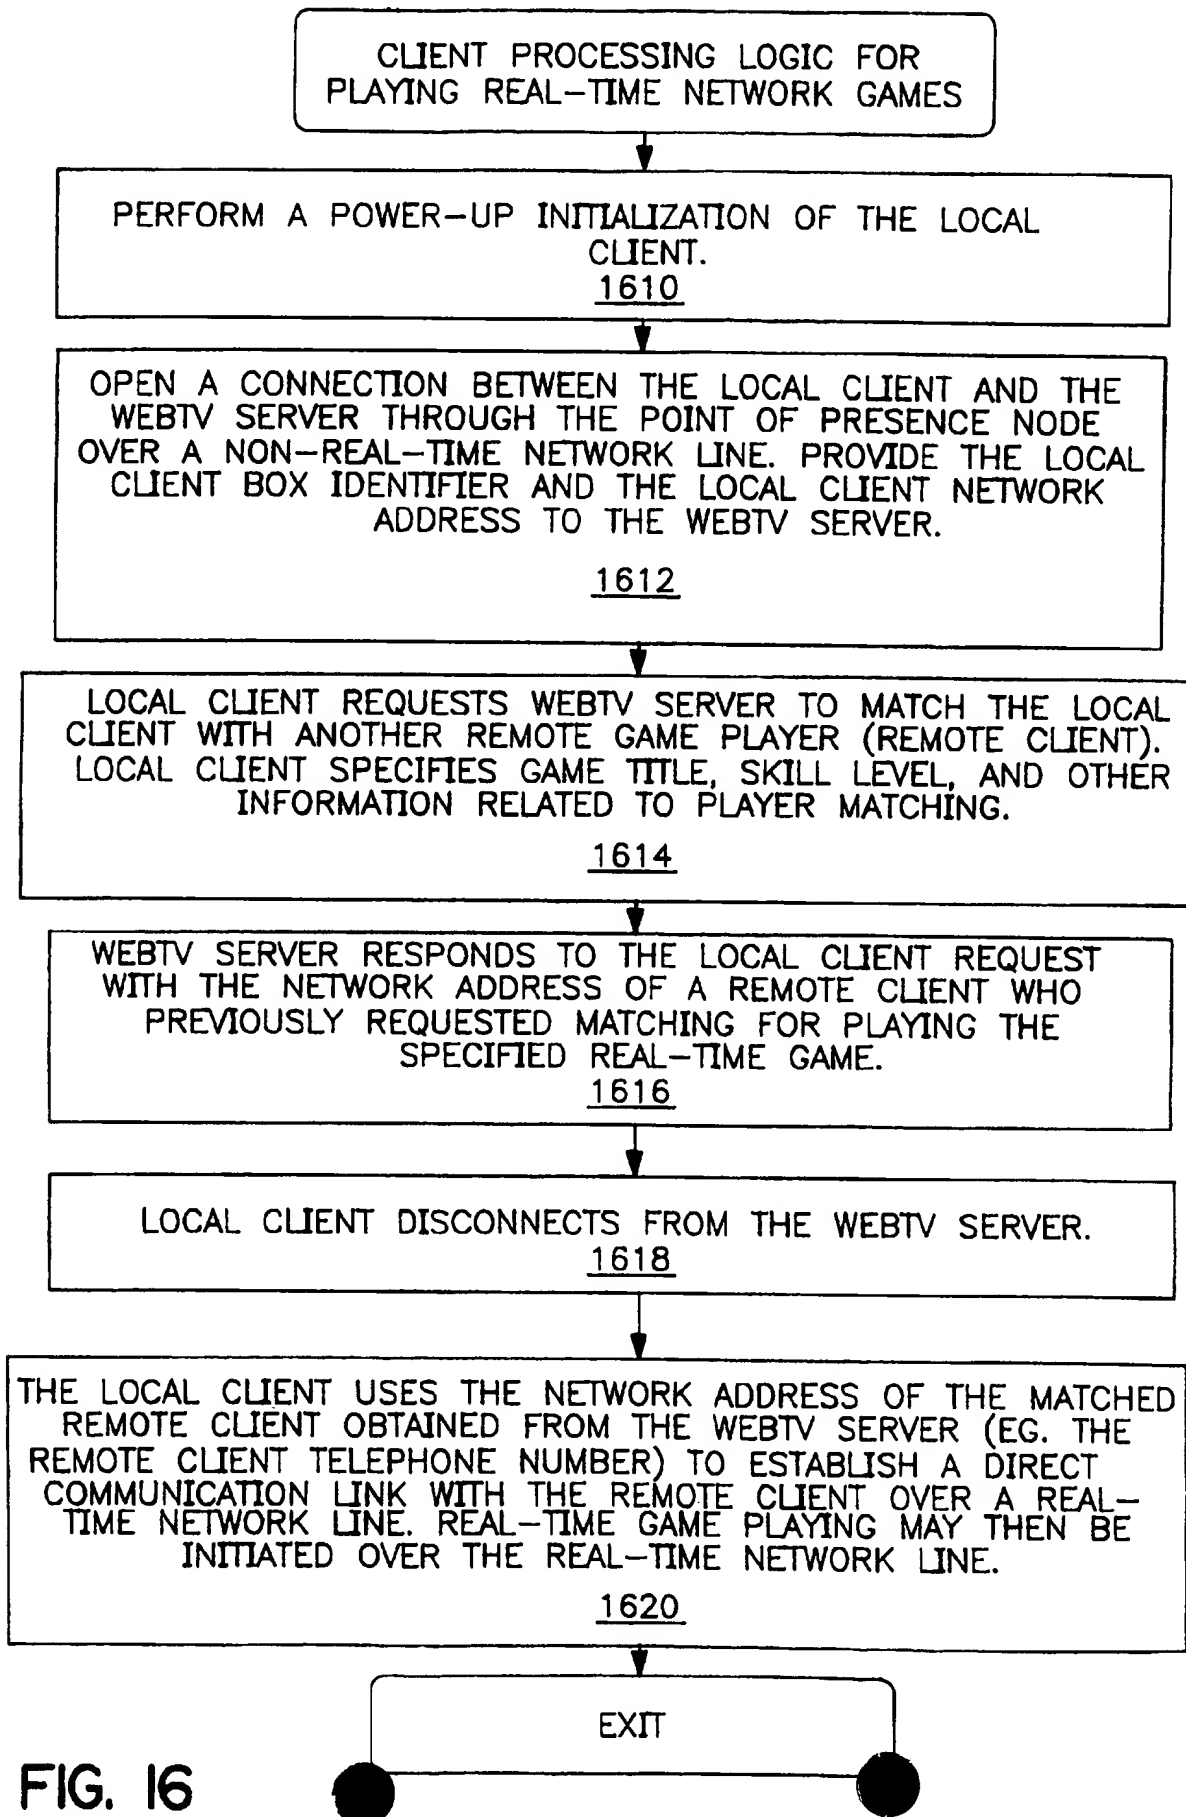 CLIENT PROCESSING LOGIC FOR
PLAYING REAL-TIME NETWORK GAMES
PERFORM A POWER-UP INITIALIZATION OF THE LOCAL
CLIENT.
1610
OPEN A CONNECTION BETWEEN THE LOCAL CLIENT AND THE
WEBTV SERVER THROUGH THE POINT OF PRESENCE NODE
OVER A NON-REAL-TIME NETWORK LINE. PROVIDE THE LOCAL
CLIENT BOX IDENTIFIER AND THE LOCAL CLIENT NETWORK
ADDRESS TO THE WEBTV SERVER.
1612
LOCAL CLIENT REQUESTS WEBTV SERVER TO MATCH THE LOCAL
CLIENT WITH ANOTHER REMOTE GAME PLAYER (REMOTE CLIENT).
LOCAL CLIENT SPECIFIES GAME TITLE, SKILL LEVEL, AND OTHER
INFORMATION RELATED TO PLAYER MATCHING.
1614
WEBTV SERVER RESPONDS TO THE LOCAL CLIENT REQUEST
WITH THE NETWORK ADDRESS OF A REMOTE CLIENT WHO
PREVIOUSLY REQUESTED MATCHING FOR PLAYING THE
SPECIFIED REAL-TIME GAME.
1616
LOCAL CLIENT DISCONNECTS FROM THE WEBTV SERVER.
1618
THE LOCAL CLIENT USES THE NETWORK ADDRESS OF THE MATCHED
REMOTE CLIENT OBTAINED FROM THE WEBTV SERVER (EG. THE
REMOTE CLIENT TELEPHONE NUMBER) TO ESTABLISH A DIRECT
COMMUNICATION LINK WITH THE REMOTE CLIENT OVER A REAL-
TIME NETWORK LINE. REAL-TIME GAME PLAYING MAY THEN BE
INITIATED OVER THE REAL-TIME NETWORK LINE.
1620
EXIT
FIG. 16